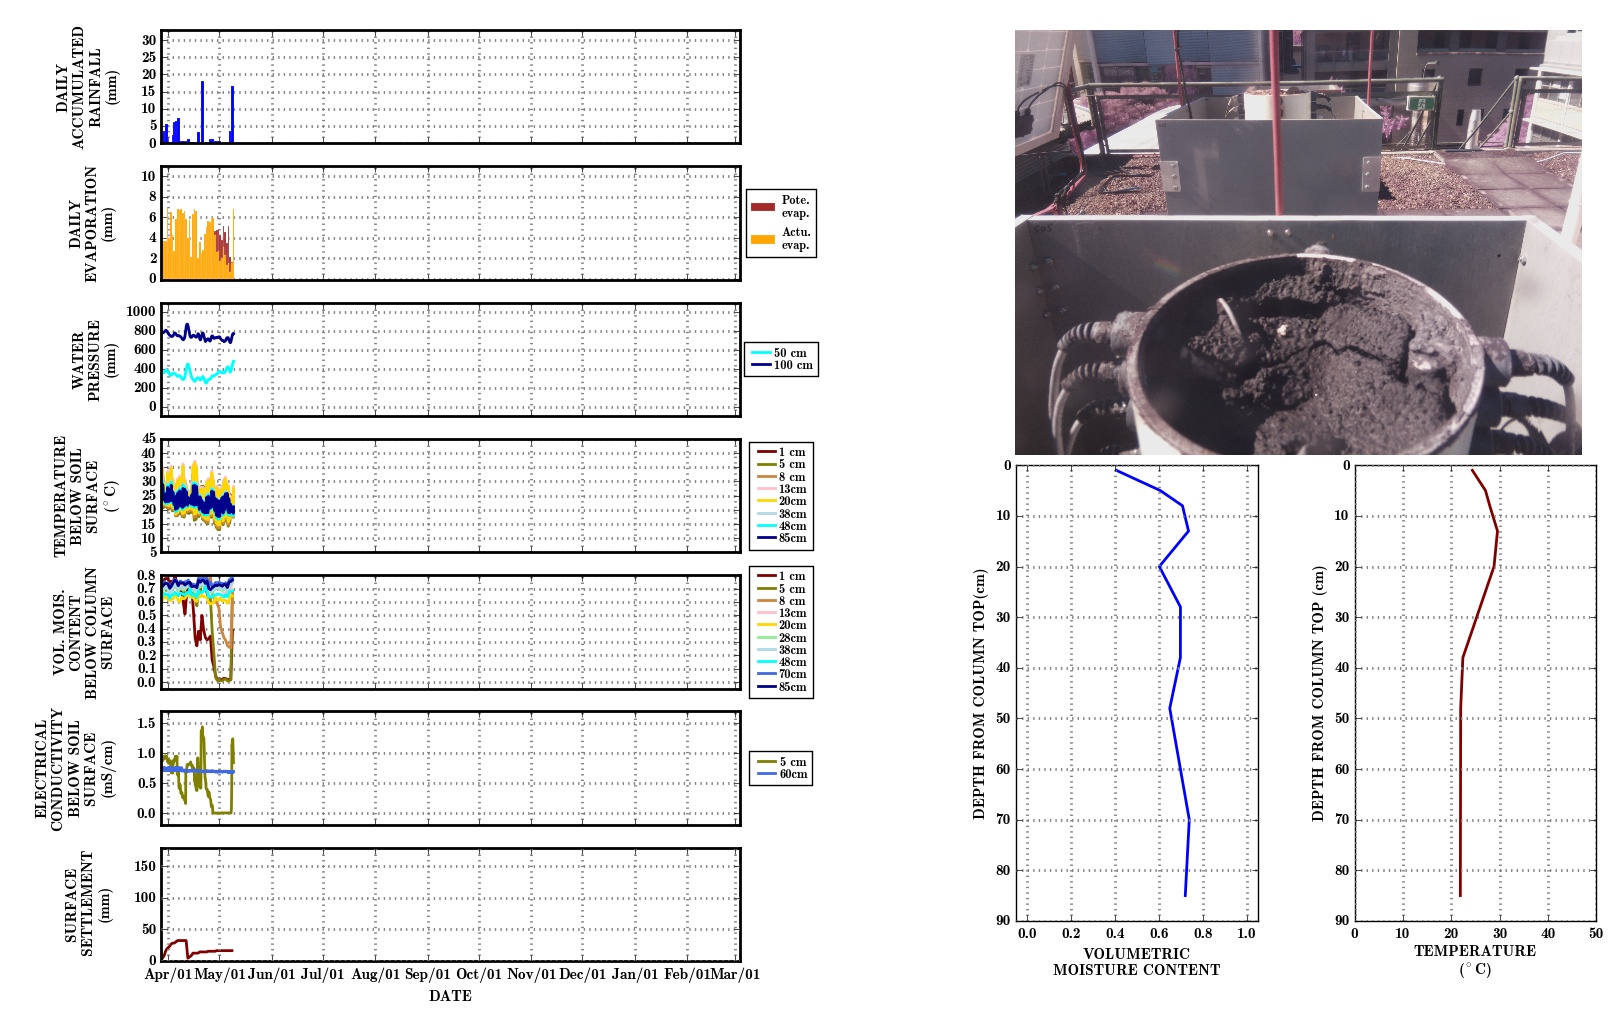 DAILY
ACCUMULATED
RAINFALL
(mm)
30
25
20
15
10
5
0
DAILY
EVAPORATION
(mm)
10
8
6
4
2
0
Pote.
evap.
Actu.
evap.
WATER
PRESSURE
(mm)
1000
800
600
400
200
0
50 cm
100 cm
TEMPERATURE
BELOW SOIL
SURFACE
(°C)
45
40
35
30
25
20
15
10
5
1 cm
5 cm
8 cm
13cm
20cm
38cm
48cm
85cm
VOL. MOIS.
CONTENT
BELOW COLUMN
SURFACE
0.8
0.7
0.6
0.5
0.4
0.3
0.2
0.1
0.0
1 cm
5 cm
8 cm
13cm
20cm
28cm
38cm
48cm
70cm
85cm
ELECTRICAL
CONDUCTIVITY
BELOW SOIL
SURFACE
(mS/cm)
1.5
1.0
0.5
0.0
5 cm
60cm
SURFACE
SETTLEMENT
(mm)
150
100
50
0
Apr/01 May/01 Jun/01 Jul/01 Aug/01 Sep/01 Oct/01 Nov/01 Dec/01 Jan/01 Feb/01 Mar/01
DATE
DEPTH FROM COLUMN TOP(cm)
0
10
20
30
40
50
60
70
80
90
0.0 0.2 0.4 0.6 0.8 1.0
VOLUMETRIC
MOISTURE CONTENT
DEPTH FROM COLUMN TOP (cm)
0
10
20
30
40
50
60
70
80
90
0 10 20 30 40 50
TEMPERATURE
(°C)